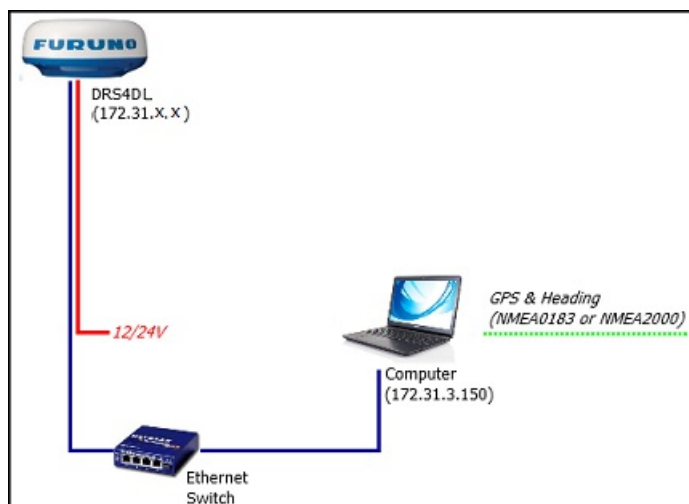 FURUNO
DRS4DL
(172.31.X.X)
12/24V
GPS & Heading
(NMEA0183 or NMEA2000)
Computer
(172.31.3.150)
Ethernet
Switch